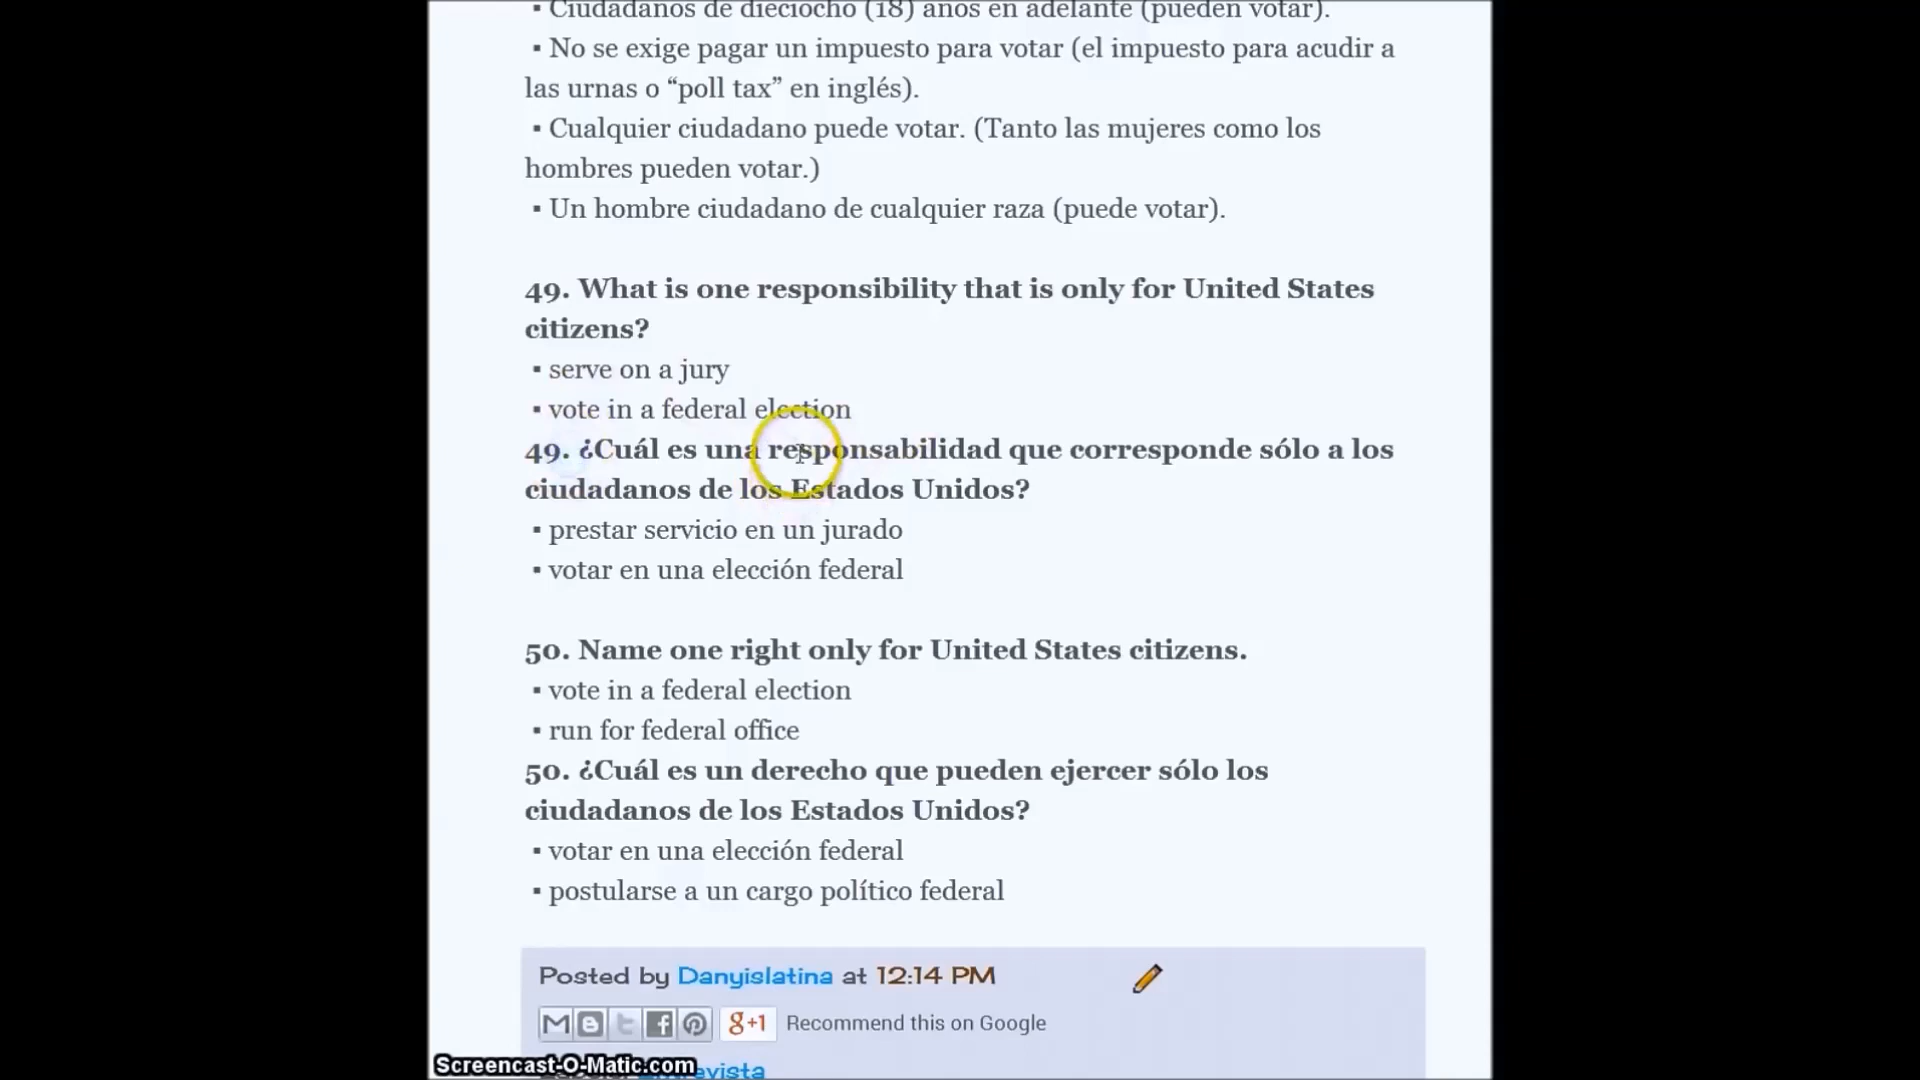 ▪ Ciudadanos de dieciocho (18) años en adelante (pueden votar).
▪ No se exige pagar un impuesto para votar (el impuesto para acudir a
las urnas o “poll tax” en inglés).
▪ Cualquier ciudadano puede votar. (Tanto las mujeres como los
hombres pueden votar.)
▪ Un hombre ciudadano de cualquier raza (puede votar).
49. What is one responsibility that is only for United States
citizens?
▪ serve on a jury
▪ vote in a federal election
49. ¿Cuál es una responsabilidad que corresponde sólo a los
ciudadanos de los Estados Unidos?
▪ prestar servicio en un jurado
▪ votar en una elección federal
50. Name one right only for United States citizens.
▪ vote in a federal election
▪ run for federal office
50. ¿Cuál es un derecho que pueden ejercer sólo los
ciudadanos de los Estados Unidos?
▪ votar en una elección federal
▪ postularse a un cargo político federal
Posted by Danyislatina at 12:14 PM
g+1 Recommend this on Google
Screencast-O-Matic.com